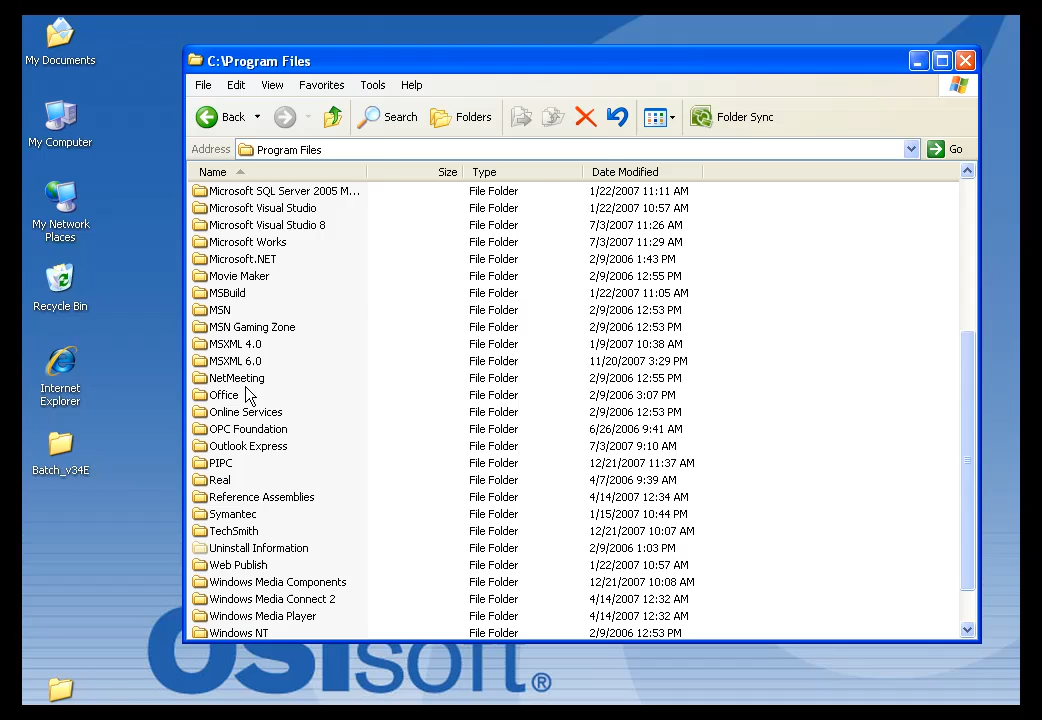 My Documents
My Computer
My Network
Places
Recycle Bin
Internet
Explorer
Batch_v34E
C:\Program Files
File Edit View Favorites Tools Help
Back Search Folders Folder Sync
Address Program Files Go
Name Size Type Date Modified
Microsoft SQL Server 2005 M... File Folder 1/22/2007 11:11 AM
Microsoft Visual Studio File Folder 1/22/2007 10:57 AM
Microsoft Visual Studio 8 File Folder 7/3/2007 11:26 AM
Microsoft Works File Folder 7/3/2007 11:29 AM
Microsoft.NET File Folder 2/9/2006 1:43 PM
Movie Maker File Folder 2/9/2006 12:55 PM
MSBuild File Folder 1/22/2007 11:05 AM
MSN File Folder 2/9/2006 12:53 PM
MSN Gaming Zone File Folder 2/9/2006 12:53 PM
MSXML 4.0 File Folder 1/9/2007 10:38 AM
MSXML 6.0 File Folder 11/20/2007 3:29 PM
NetMeeting File Folder 2/9/2006 12:55 PM
Office File Folder 2/9/2006 3:07 PM
Online Services File Folder 2/9/2006 12:53 PM
OPC Foundation File Folder 6/26/2006 9:41 AM
Outlook Express File Folder 7/3/2007 9:10 AM
PIPC File Folder 12/21/2007 11:37 AM
Real File Folder 4/7/2006 9:39 AM
Reference Assemblies File Folder 4/14/2007 12:34 AM
Symantec File Folder 1/15/2007 10:44 PM
TechSmith File Folder 12/21/2007 10:07 AM
Uninstall Information File Folder 2/9/2006 1:03 PM
Web Publish File Folder 1/22/2007 10:57 AM
Windows Media Components File Folder 12/21/2007 10:08 AM
Windows Media Connect 2 File Folder 4/14/2007 12:32 AM
Windows Media Player File Folder 4/14/2007 12:32 AM
Windows NT File Folder 2/9/2006 12:53 PM
OSIsoft®